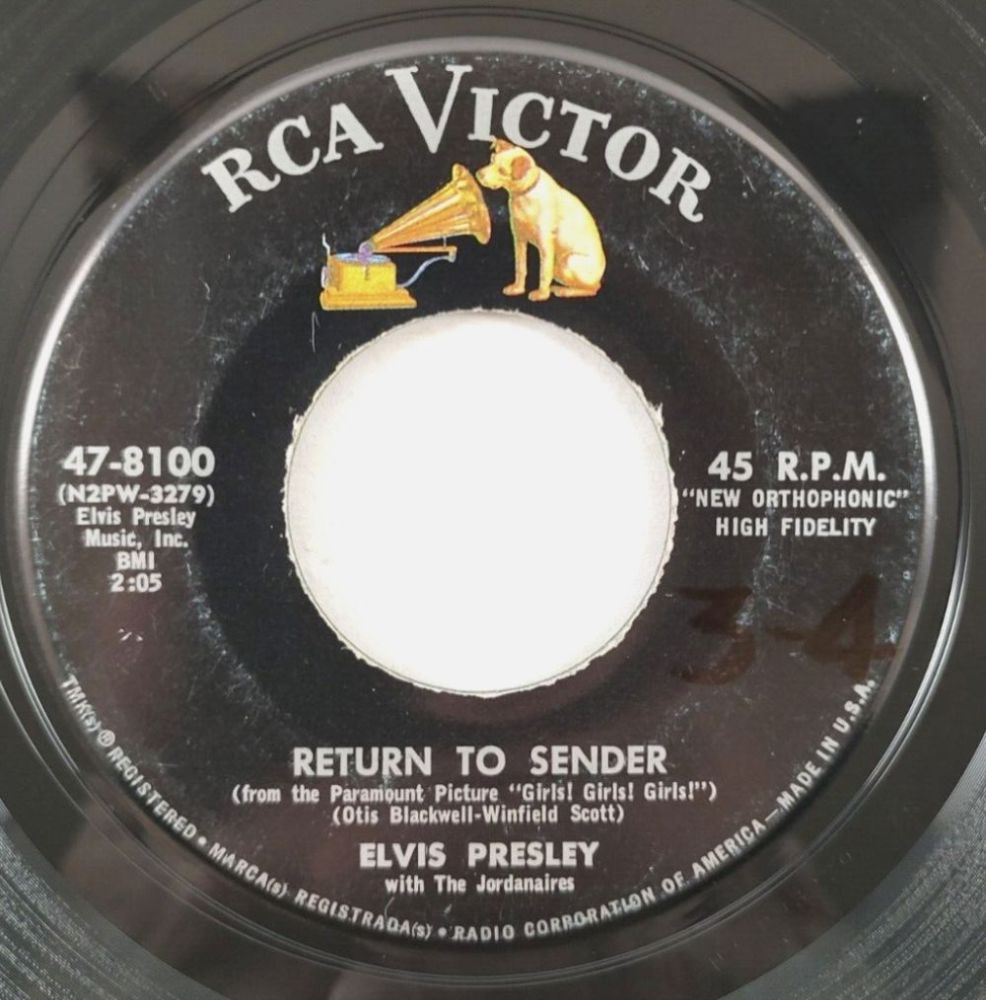 RCA VICTOR
47-8100
(N2PW-3279)
Elvis Presley
Music, Inc.
BMI
2:05
45 R.P.M.
"NEW ORTHOPHONIC"
HIGH FIDELITY
3-4
RETURN TO SENDER
(from the Paramount Picture "Girls! Girls! Girls!")
(Otis Blackwell-Winfield Scott)
ELVIS PRESLEY
with The Jordanaires
TMK(s) ® REGISTERED • MARCA(s) REGISTRADA(s) • RADIO CORPORATION OF AMERICA—MADE IN U.S.A.